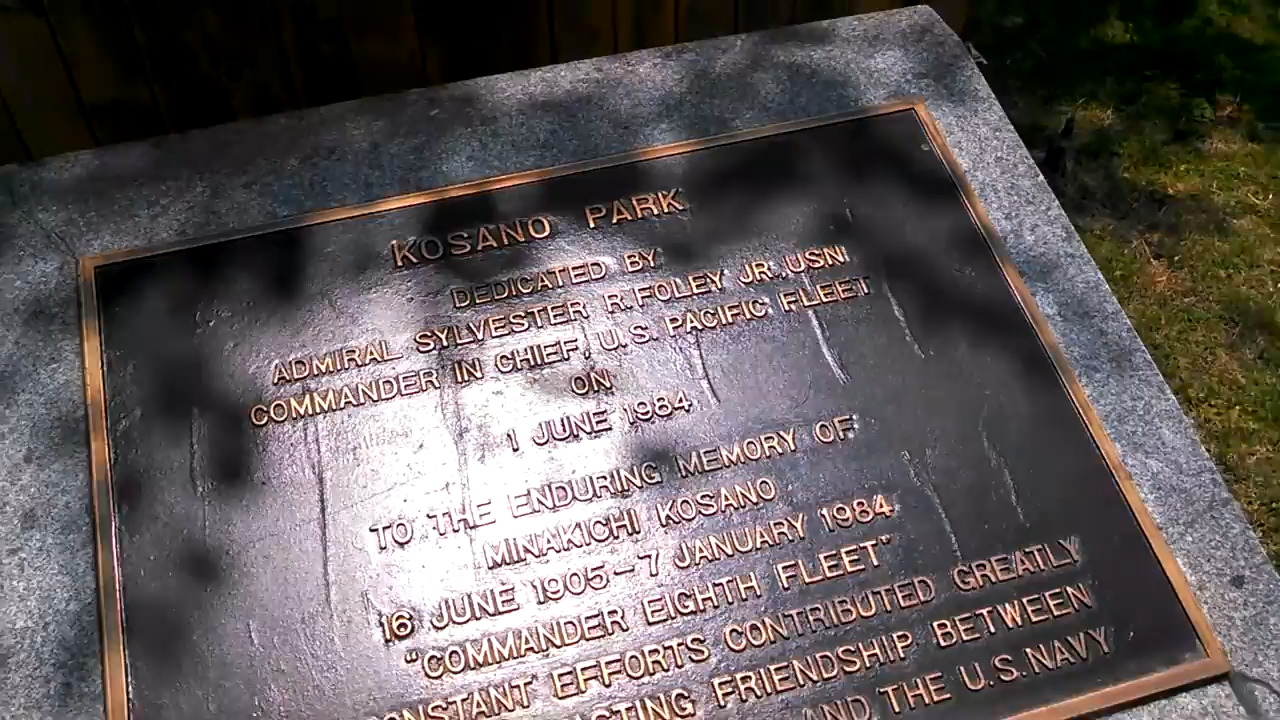 KOSANO PARK
DEDICATED BY
ADMIRAL SYLVESTER R. FOLEY JR. USN
COMMANDER IN CHIEF, U.S. PACIFIC FLEET
ON
1 JUNE 1984
TO THE ENDURING MEMORY OF
MINAKICHI KOSANO
16 JUNE 1905 - 7 JANUARY 1984
"COMMANDER EIGHTH FLEET"
EFFORTS CONTRIBUTED GREATLY
FRIENDSHIP BETWEEN
AND THE U.S. NAVY